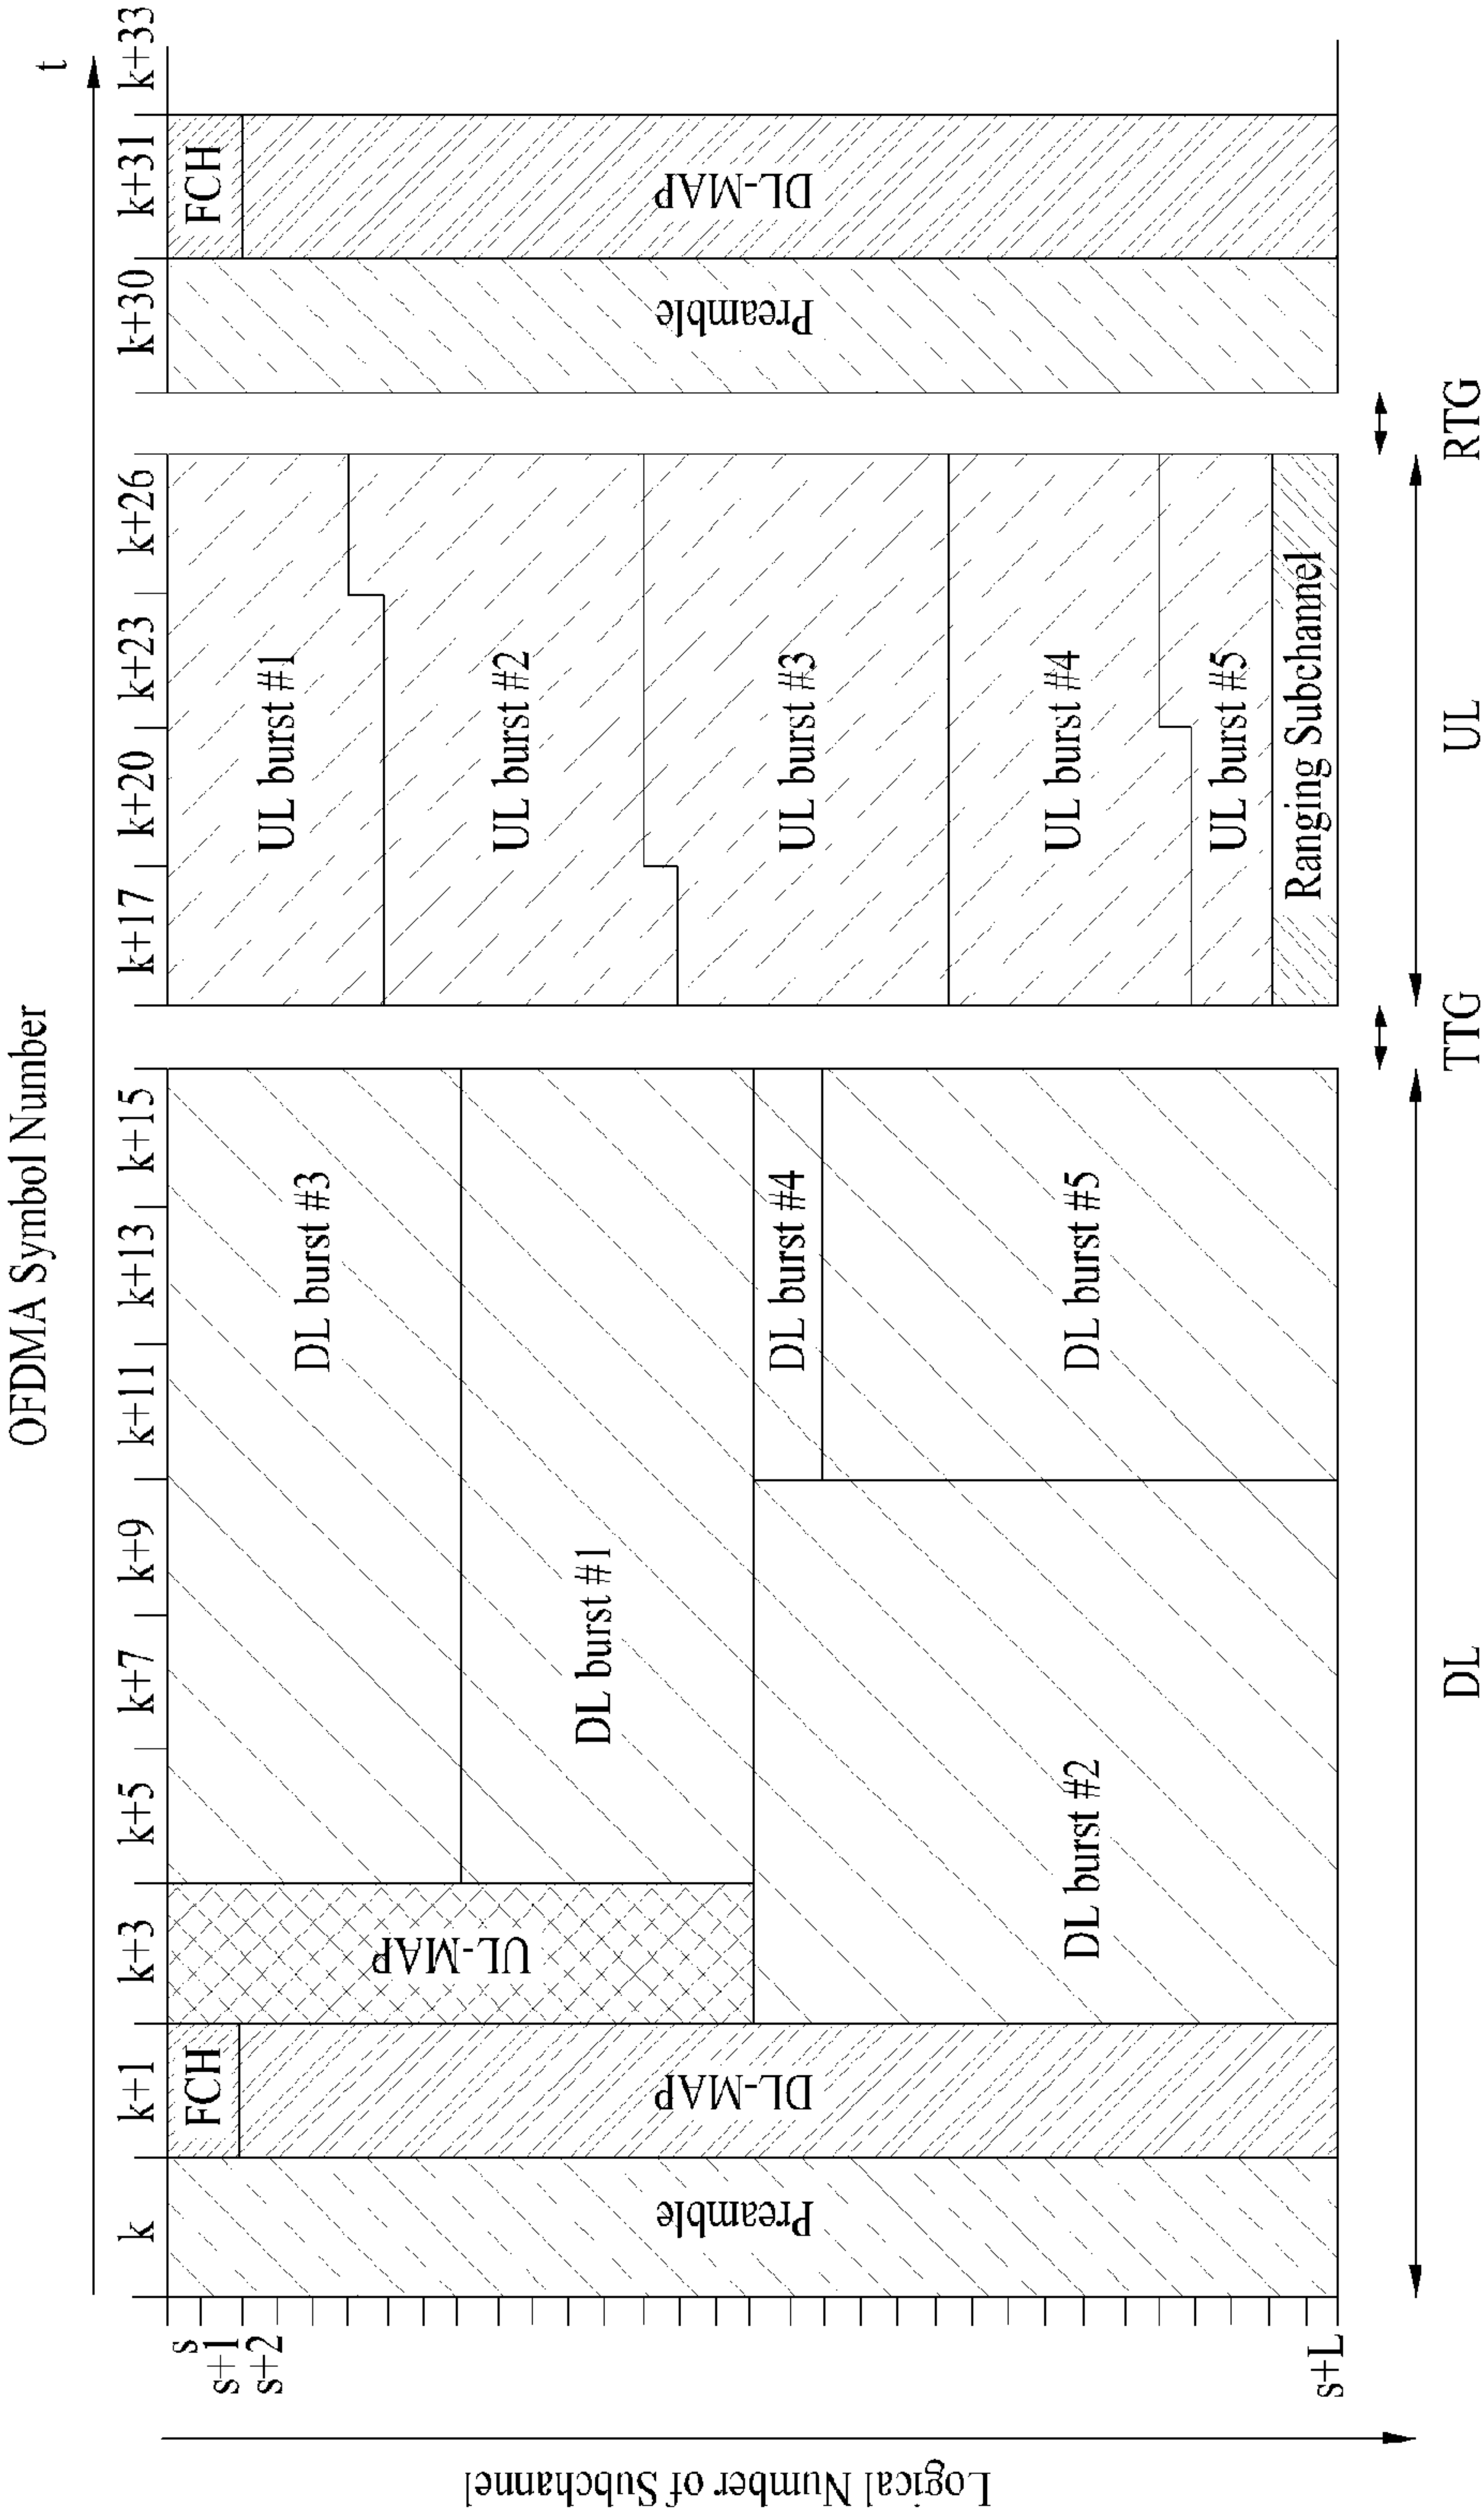 OFDMA Symbol Number
t
k
k+1
k+3
k+5
k+7
k+9
k+11
k+13
k+15
k+17
k+20
k+23
k+26
k+30
k+31
k+33
Logical Number of Subchannel
s
s+1
s+2
s+L
Preamble
FCH
DL-MAP
UL-MAP
DL burst #3
DL burst #1
DL burst #2
DL burst #4
DL burst #5
UL burst #1
UL burst #2
UL burst #3
UL burst #4
UL burst #5
Ranging Subchannel
Preamble
FCH
DL-MAP
DL
TTG
UL
RTG